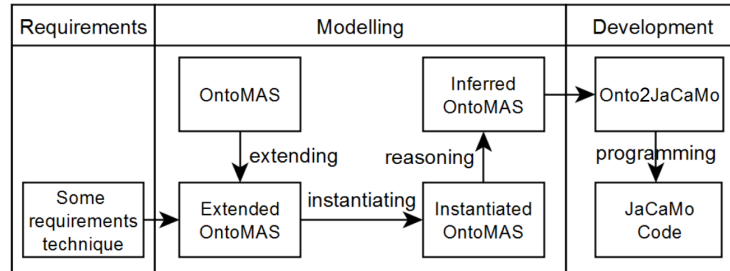 Requirements
Modelling
Development
OntoMAS
Inferred
OntoMAS
Onto2JaCaMo
extending
reasoning
programming
Some
requirements
technique
Extended
OntoMAS
instantiating
Instantiated
OntoMAS
JaCaMo
Code